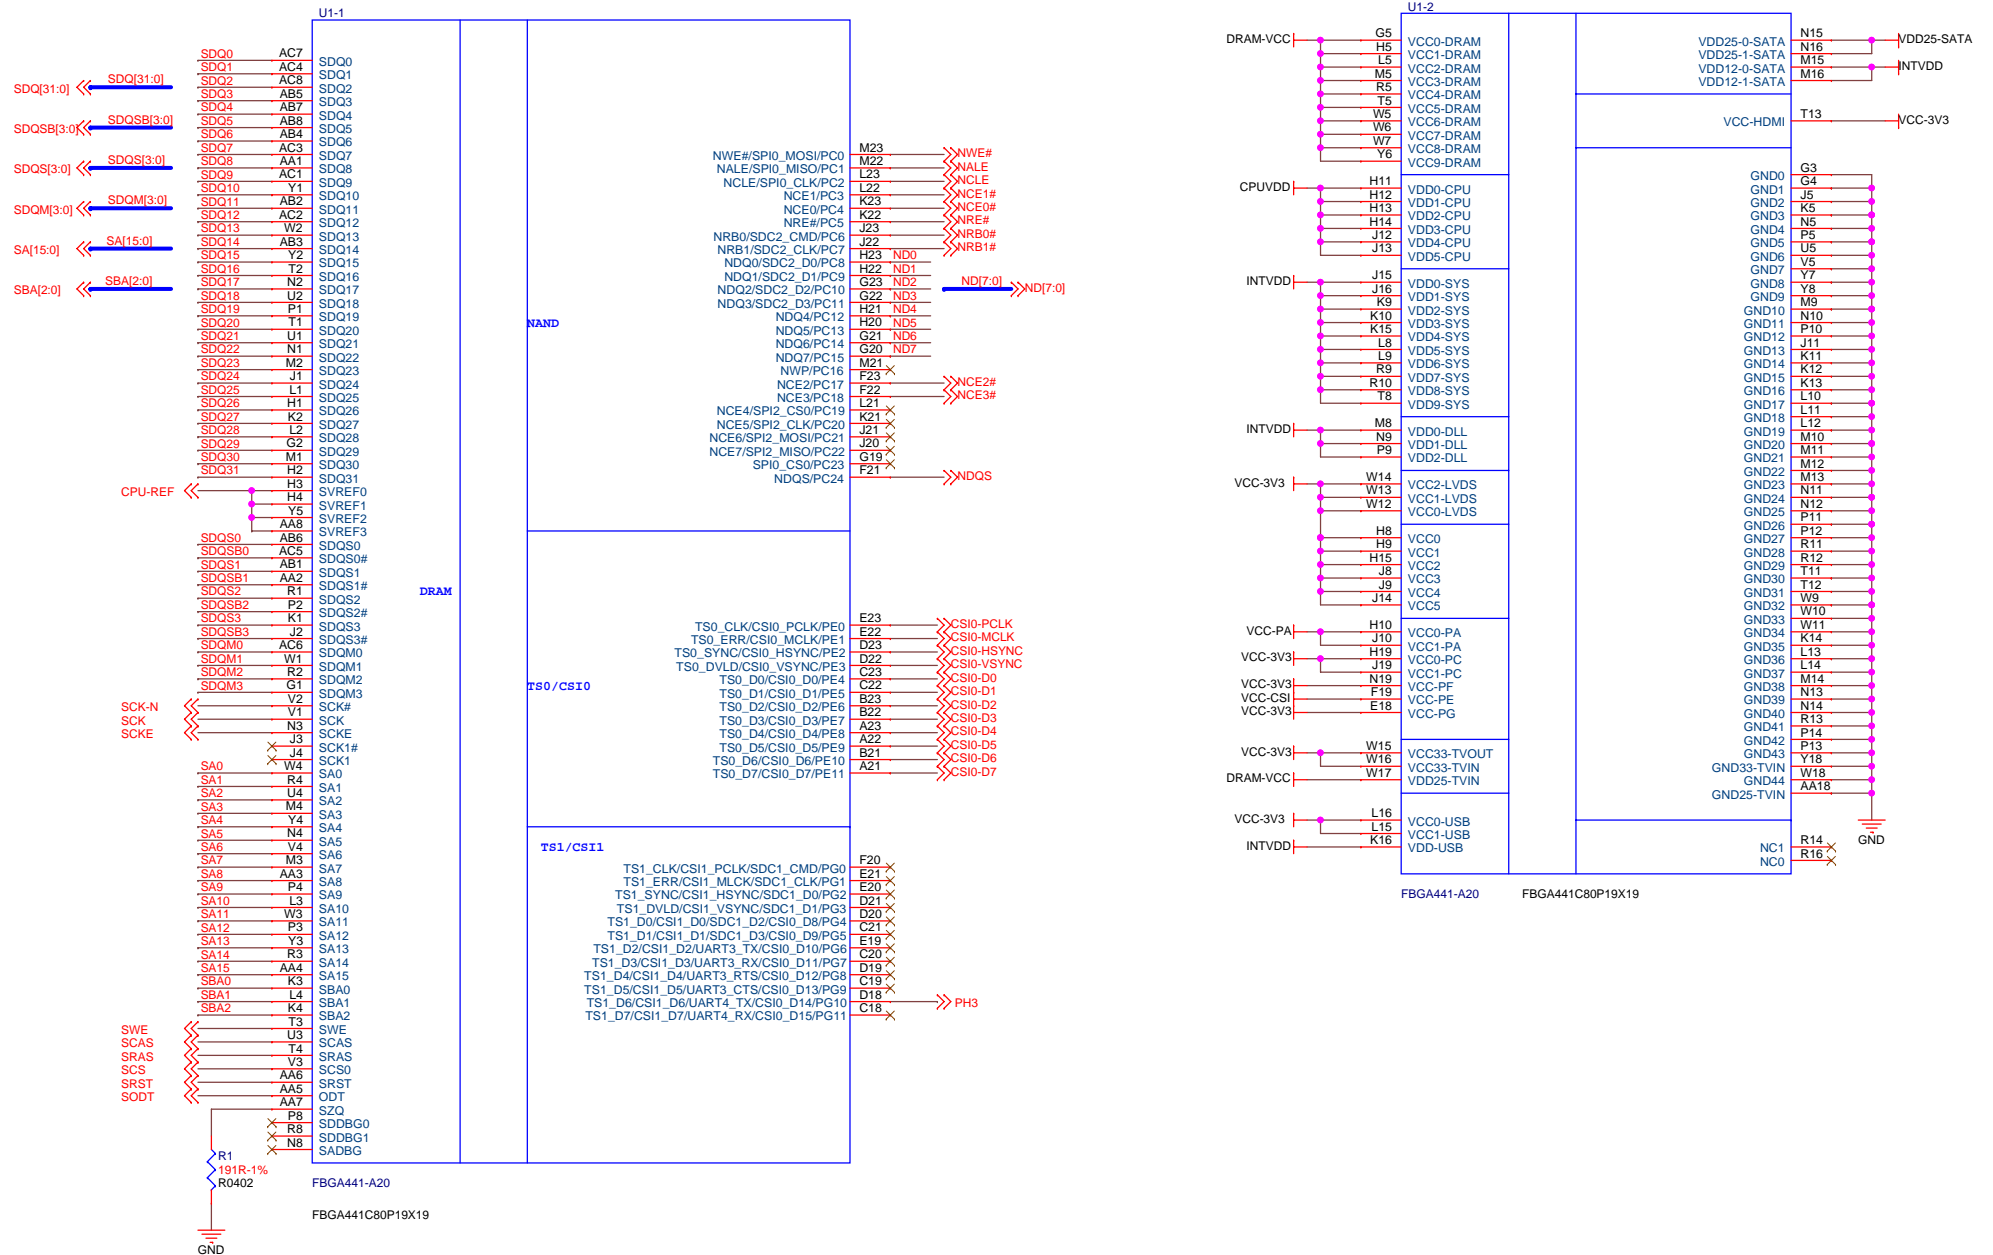 U1-1
SDQ[31:0] SDQ[31:0]
SDQSB[3:0] SDQSB[3:0]
SDQS[3:0] SDQS[3:0]
SDQM[3:0] SDQM[3:0]
SA[15:0] SA[15:0]
SBA[2:0] SBA[2:0]
SDQ0 AC7 SDQ0
SDQ1 AC4 SDQ1
SDQ2 AC8 SDQ2
SDQ3 AB5 SDQ3
SDQ4 AB7 SDQ4
SDQ5 AB8 SDQ5
SDQ6 AB4 SDQ6
SDQ7 AC3 SDQ7
SDQ8 AA1 SDQ8
SDQ9 AC1 SDQ9
SDQ10 Y1 SDQ10
SDQ11 AB2 SDQ11
SDQ12 AC2 SDQ12
SDQ13 W2 SDQ13
SDQ14 AB3 SDQ14
SDQ15 Y2 SDQ15
SDQ16 T2 SDQ16
SDQ17 N2 SDQ17
SDQ18 U2 SDQ18
SDQ19 P1 SDQ19
SDQ20 T1 SDQ20
SDQ21 U1 SDQ21
SDQ22 N1 SDQ22
SDQ23 M2 SDQ23
SDQ24 J1 SDQ24
SDQ25 L1 SDQ25
SDQ26 H1 SDQ26
SDQ27 K2 SDQ27
SDQ28 L2 SDQ28
SDQ29 G2 SDQ29
SDQ30 M1 SDQ30
SDQ31 H2 SDQ31
CPU-REF H3 SVREF0
H4 SVREF1
Y5 SVREF2
AA8 SVREF3
SDQS0 AB6 SDQS0
SDQSB0 AC5 SDQS0#
SDQS1 AB1 SDQS1
SDQSB1 AA2 SDQS1#
SDQS2 R1 SDQS2
SDQSB2 P2 SDQS2#
SDQS3 K1 SDQS3
SDQSB3 J2 SDQS3#
SDQM0 AC6 SDQM0
SDQM1 W1 SDQM1
SDQM2 R2 SDQM2
SDQM3 G1 SDQM3
SCK-N V2 SCK#
SCK V1 SCK
SCKE N3 SCKE
J3 SCK1#
J4 SCK1
SA0 W4 SA0
SA1 R4 SA1
SA2 U4 SA2
SA3 M4 SA3
SA4 Y4 SA4
SA5 N4 SA5
SA6 V4 SA6
SA7 M3 SA7
SA8 AA3 SA8
SA9 P4 SA9
SA10 L3 SA10
SA11 W3 SA11
SA12 P3 SA12
SA13 Y3 SA13
SA14 R3 SA14
SA15 AA4 SA15
SBA0 K3 SBA0
SBA1 L4 SBA1
SBA2 K4 SBA2
SWE T3 SWE
SCAS U3 SCAS
SRAS T4 SRAS
SCS V3 SCS0
SRST AA6 SRST
SODT AA5 ODT
AA7 SZQ
P8 SDDBG0
R8 SDDBG1
N8 SADBG
R1
191R-1%
R0402
GND
DRAM
NAND
NWE#/SPI0_MOSI/PC0 M23 NWE#
NALE/SPI0_MISO/PC1 M22 NALE
NCLE/SPI0_CLK/PC2 L23 NCLE
NCE1/PC3 L22 NCE1#
NCE0/PC4 K23 NCE0#
NRE#/PC5 K22 NRE#
NRB0/SDC2_CMD/PC6 J23 NRB0#
NRB1/SDC2_CLK/PC7 J22 NRB1#
NDQ0/SDC2_D0/PC8 H23 ND0
NDQ1/SDC2_D1/PC9 H22 ND1
NDQ2/SDC2_D2/PC10 G23 ND2
NDQ3/SDC2_D3/PC11 G22 ND3
NDQ4/PC12 H21 ND4
NDQ5/PC13 H20 ND5
NDQ6/PC14 G21 ND6
NDQ7/PC15 G20 ND7
ND[7:0] ND[7:0]
NWP/PC16 M21
NCE2/PC17 F23 NCE2#
NCE3/PC18 F22 NCE3#
NCE4/SPI2_CS0/PC19 L21
NCE5/SPI2_CLK/PC20 K21
NCE6/SPI2_MOSI/PC21 J21
NCE7/SPI2_MISO/PC22 J20
SPI0_CS0/PC23 G19
NDQS/PC24 F21 NDQS
TS0/CSI0
TS0_CLK/CSI0_PCLK/PE0 E23 CSI0-PCLK
TS0_ERR/CSI0_MCLK/PE1 E22 CSI0-MCLK
TS0_SYNC/CSI0_HSYNC/PE2 D23 CSI0-HSYNC
TS0_DVLD/CSI0_VSYNC/PE3 D22 CSI0-VSYNC
TS0_D0/CSI0_D0/PE4 C23 CSI0-D0
TS0_D1/CSI0_D1/PE5 C22 CSI0-D1
TS0_D2/CSI0_D2/PE6 B23 CSI0-D2
TS0_D3/CSI0_D3/PE7 B22 CSI0-D3
TS0_D4/CSI0_D4/PE8 A23 CSI0-D4
TS0_D5/CSI0_D5/PE9 A22 CSI0-D5
TS0_D6/CSI0_D6/PE10 B21 CSI0-D6
TS0_D7/CSI0_D7/PE11 A21 CSI0-D7
TS1/CSI1
TS1_CLK/CSI1_PCLK/SDC1_CMD/PG0 F20
TS1_ERR/CSI1_MLCK/SDC1_CLK/PG1 E21
TS1_SYNC/CSI1_HSYNC/SDC1_D0/PG2 E20
TS1_DVLD/CSI1_VSYNC/SDC1_D1/PG3 D21
TS1_D0/CSI1_D0/SDC1_D2/CSI0_D8/PG4 D20
TS1_D1/CSI1_D1/SDC1_D3/CSI0_D9/PG5 C21
TS1_D2/CSI1_D2/UART3_TX/CSI0_D10/PG6 E19
TS1_D3/CSI1_D3/UART3_RX/CSI0_D11/PG7 C20
TS1_D4/CSI1_D4/UART3_RTS/CSI0_D12/PG8 D19
TS1_D5/CSI1_D5/UART3_CTS/CSI0_D13/PG9 C19
TS1_D6/CSI1_D6/UART4_TX/CSI0_D14/PG10 D18 PH3
TS1_D7/CSI1_D7/UART4_RX/CSI0_D15/PG11 C18
FBGA441-A20
FBGA441C80P19X19
U1-2
DRAM-VCC G5 VCC0-DRAM
H5 VCC1-DRAM
L5 VCC2-DRAM
M5 VCC3-DRAM
R5 VCC4-DRAM
T5 VCC5-DRAM
W5 VCC6-DRAM
W6 VCC7-DRAM
W7 VCC8-DRAM
Y6 VCC9-DRAM
CPUVDD H11 VDD0-CPU
H12 VDD1-CPU
H13 VDD2-CPU
H14 VDD3-CPU
J12 VDD4-CPU
J13 VDD5-CPU
INTVDD J15 VDD0-SYS
J16 VDD1-SYS
K9 VDD2-SYS
K10 VDD3-SYS
K15 VDD4-SYS
L8 VDD5-SYS
L9 VDD6-SYS
R9 VDD7-SYS
R10 VDD8-SYS
T8 VDD9-SYS
INTVDD M8 VDD0-DLL
N9 VDD1-DLL
P9 VDD2-DLL
VCC-3V3 W14 VCC2-LVDS
W13 VCC1-LVDS
W12 VCC0-LVDS
H8 VCC0
H9 VCC1
H15 VCC2
J8 VCC3
J9 VCC4
J14 VCC5
VCC-PA H10 VCC0-PA
J10 VCC1-PA
VCC-3V3 H19 VCC0-PC
J19 VCC1-PC
VCC-3V3 N19 VCC-PF
VCC-CSI F19 VCC-PE
VCC-3V3 E18 VCC-PG
VCC-3V3 W15 VCC33-TVOUT
W16 VCC33-TVIN
DRAM-VCC W17 VDD25-TVIN
VCC-3V3 L16 VCC0-USB
L15 VCC1-USB
INTVDD K16 VDD-USB
VDD25-0-SATA N15 VDD25-SATA
VDD25-1-SATA N16
VDD12-0-SATA M15 INTVDD
VDD12-1-SATA M16
VCC-HDMI T13 VCC-3V3
GND0 G3
GND1 G4
GND2 J5
GND3 K5
GND4 N5
GND5 P5
GND6 U5
GND7 V5
GND8 Y7
GND9 Y8
GND10 M9
GND11 N10
GND12 P10
GND13 J11
GND14 K11
GND15 K12
GND16 K13
GND17 L10
GND18 L11
GND19 L12
GND20 M10
GND21 M11
GND22 M12
GND23 M13
GND24 N11
GND25 N12
GND26 P11
GND27 P12
GND28 R11
GND29 R12
GND30 T11
GND31 T12
GND32 W9
GND33 W10
GND34 W11
GND35 K14
GND36 L13
GND37 L14
GND38 M14
GND39 N13
GND40 N14
GND41 R13
GND42 P14
GND43 P13
GND33-TVIN Y18
GND44 W18
GND25-TVIN AA18
GND
NC1 R14
NC0 R16
FBGA441-A20 FBGA441C80P19X19